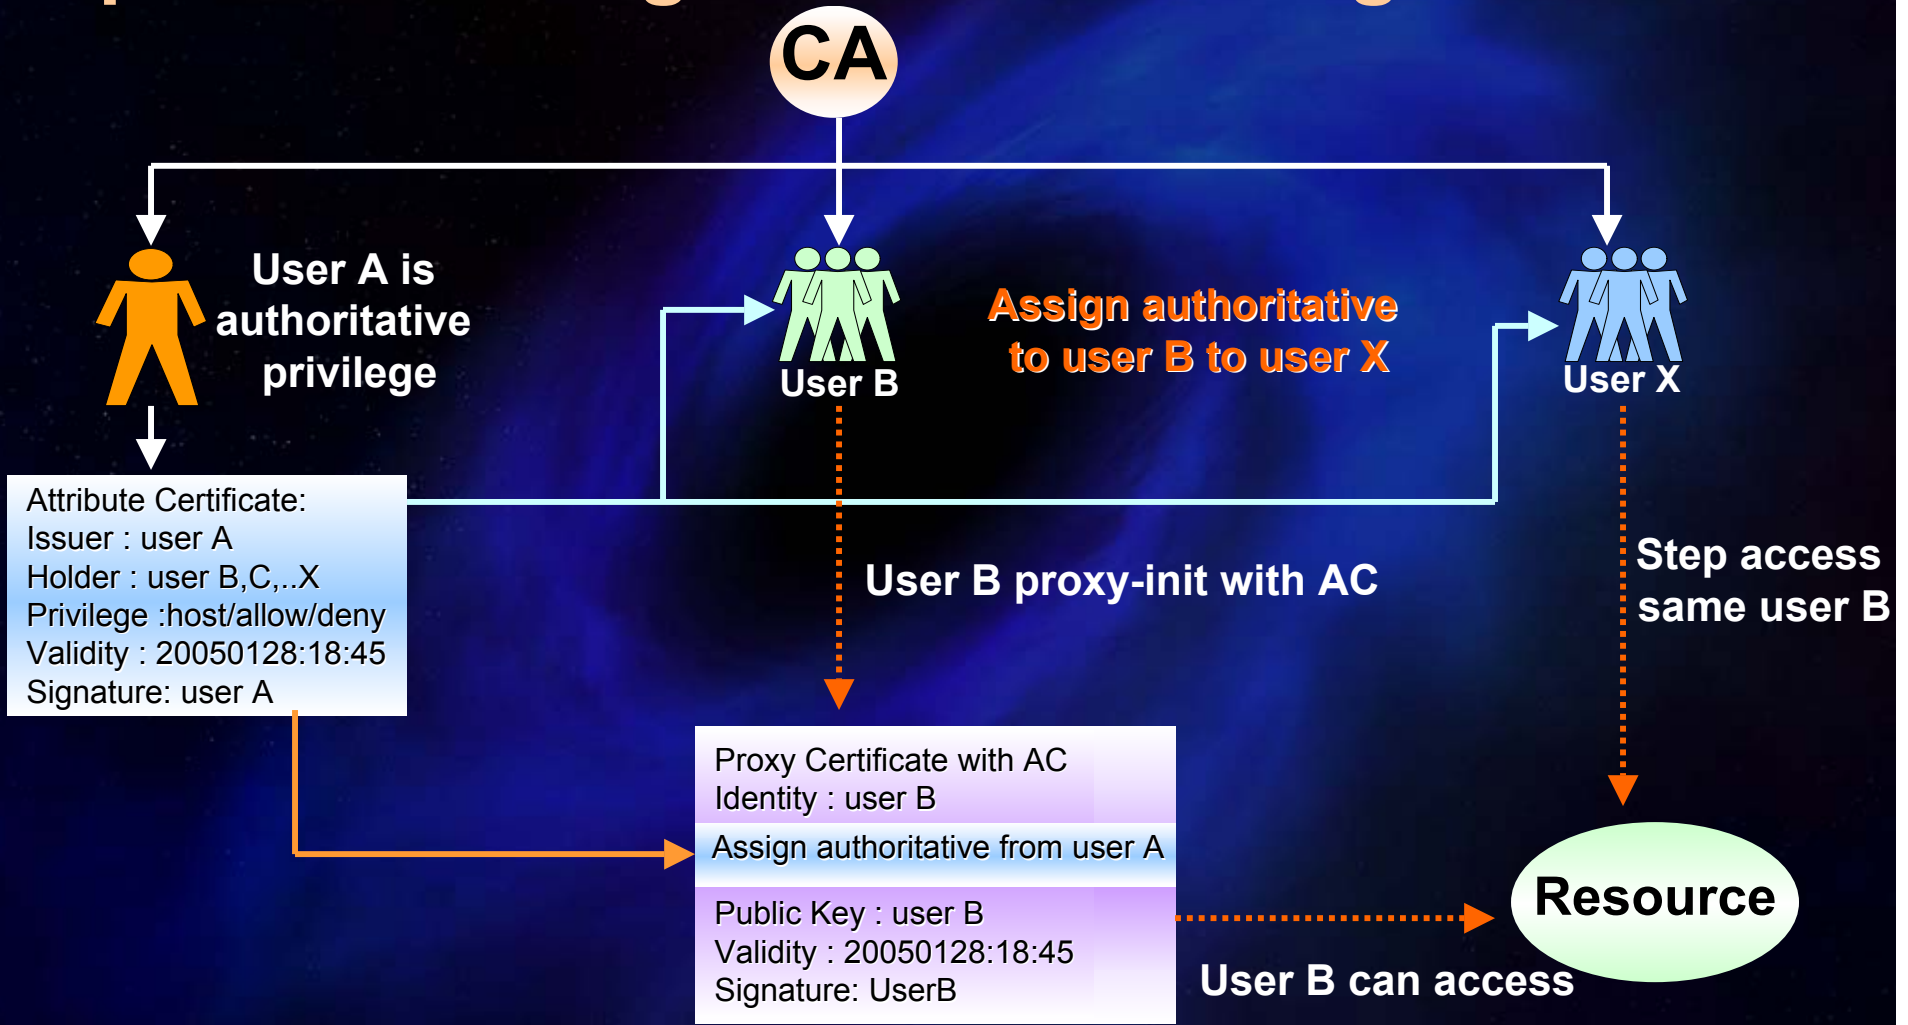 CA
User A is
authoritative
privilege
User B
Assign authoritative
to user B to user X
User X
Attribute Certificate:
Issuer : user A
Holder : user B,C,..X
Privilege :host/allow/deny
Validity : 20050128:18:45
Signature: user A
User B proxy-init with AC
Step access
same user B
Proxy Certificate with AC
Identity : user B
Assign authoritative from user A
Public Key : user B
Validity : 20050128:18:45
Signature: UserB
Resource
User B can access